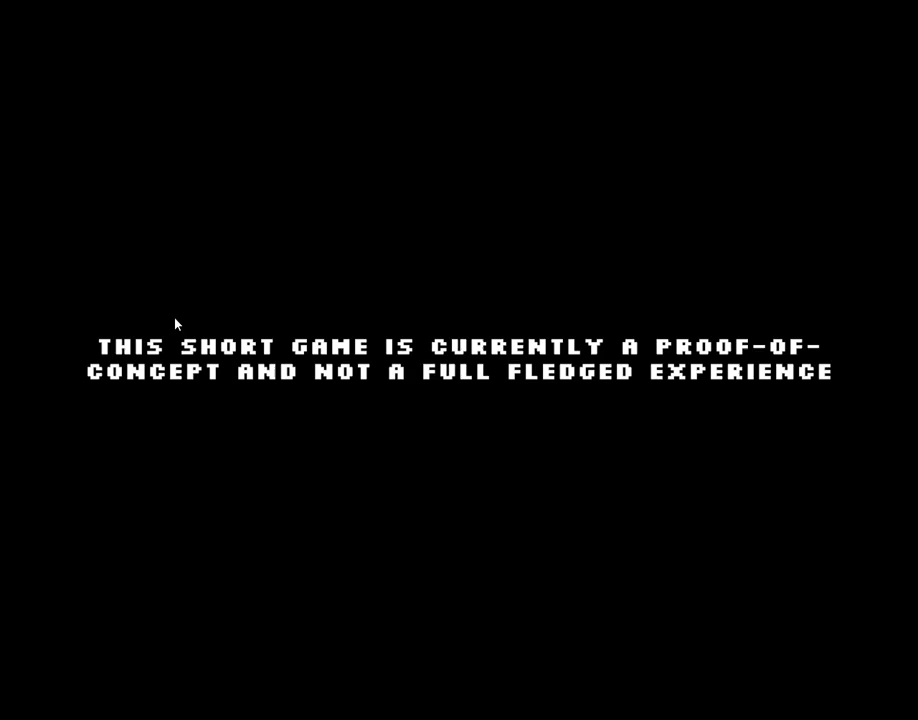 THIS SHORT GAME IS CURRENTLY A PROOF-OF-
CONCEPT AND NOT A FULL FLEDGED EXPERIENCE